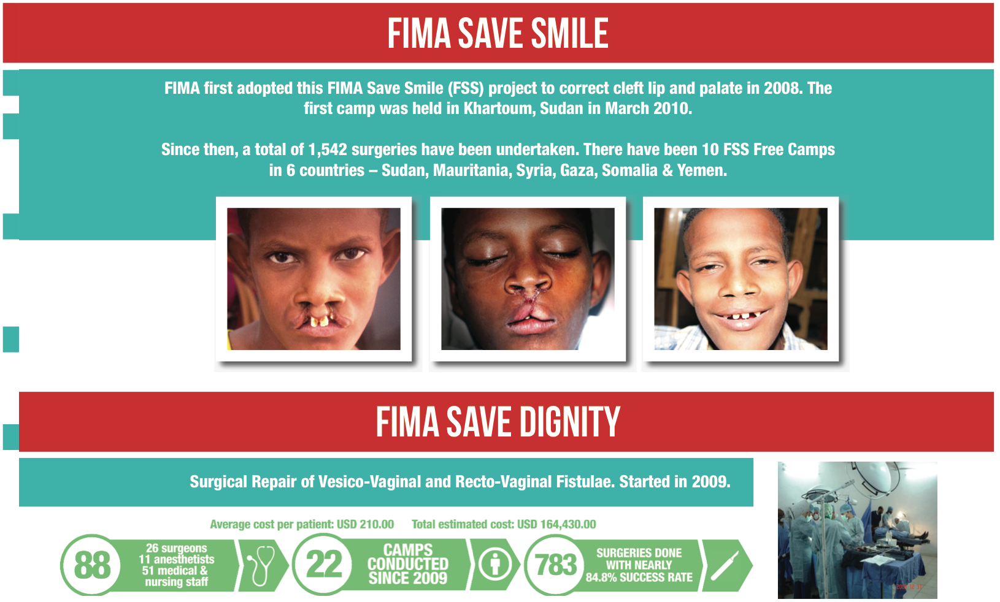 FIMA SAVE SMILE
FIMA first adopted this FIMA Save Smile (FSS) project to correct cleft lip and palate in 2008. The
first camp was held in Khartoum, Sudan in March 2010.
Since then, a total of 1,542 surgeries have been undertaken. There have been 10 FSS Free Camps
in 6 countries – Sudan, Mauritania, Syria, Gaza, Somalia & Yemen.
FIMA SAVE DIGNITY
Surgical Repair of Vesico-Vaginal and Recto-Vaginal Fistulae. Started in 2009.
Average cost per patient: USD 210.00
Total estimated cost: USD 164,430.00
88
26 surgeons
11 anesthetists
51 medical &
nursing staff
22
CAMPS
CONDUCTED
SINCE 2009
783
SURGERIES DONE
WITH NEARLY
84.8% SUCCESS RATE